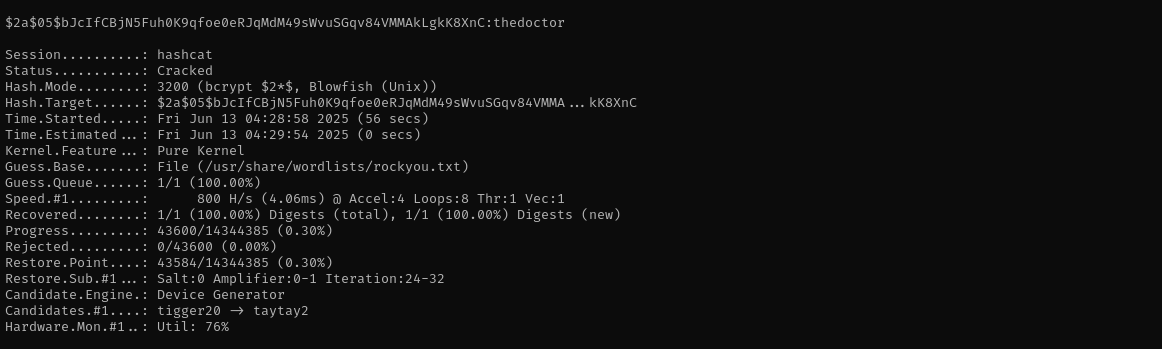 $2a$05$bJcIfCBjN5Fuh0K9qfoe0eRJqMdM49sWvuSGqv84VMMAkLgkK8XnC:thedoctor
Session..........: hashcat
Status...........: Cracked
Hash.Mode........: 3200 (bcrypt $2*$, Blowfish (Unix))
Hash.Target......: $2a$05$bJcIfCBjN5Fuh0K9qfoe0eRJqMdM49sWvuSGqv84VMMA...kK8XnC
Time.Started.....: Fri Jun 13 04:28:58 2025 (56 secs)
Time.Estimated...: Fri Jun 13 04:29:54 2025 (0 secs)
Kernel.Feature...: Pure Kernel
Guess.Base.......: File (/usr/share/wordlists/rockyou.txt)
Guess.Queue......: 1/1 (100.00%)
Speed.#1.........:      800 H/s (4.06ms) @ Accel:4 Loops:8 Thr:1 Vec:1
Recovered........: 1/1 (100.00%) Digests (total), 1/1 (100.00%) Digests (new)
Progress.........: 43600/14344385 (0.30%)
Rejected.........: 0/43600 (0.00%)
Restore.Point....: 43584/14344385 (0.30%)
Restore.Sub.#1...: Salt:0 Amplifier:0-1 Iteration:24-32
Candidate.Engine.: Device Generator
Candidates.#1....: tigger20 -> taytay2
Hardware.Mon.#1..: Util: 76%